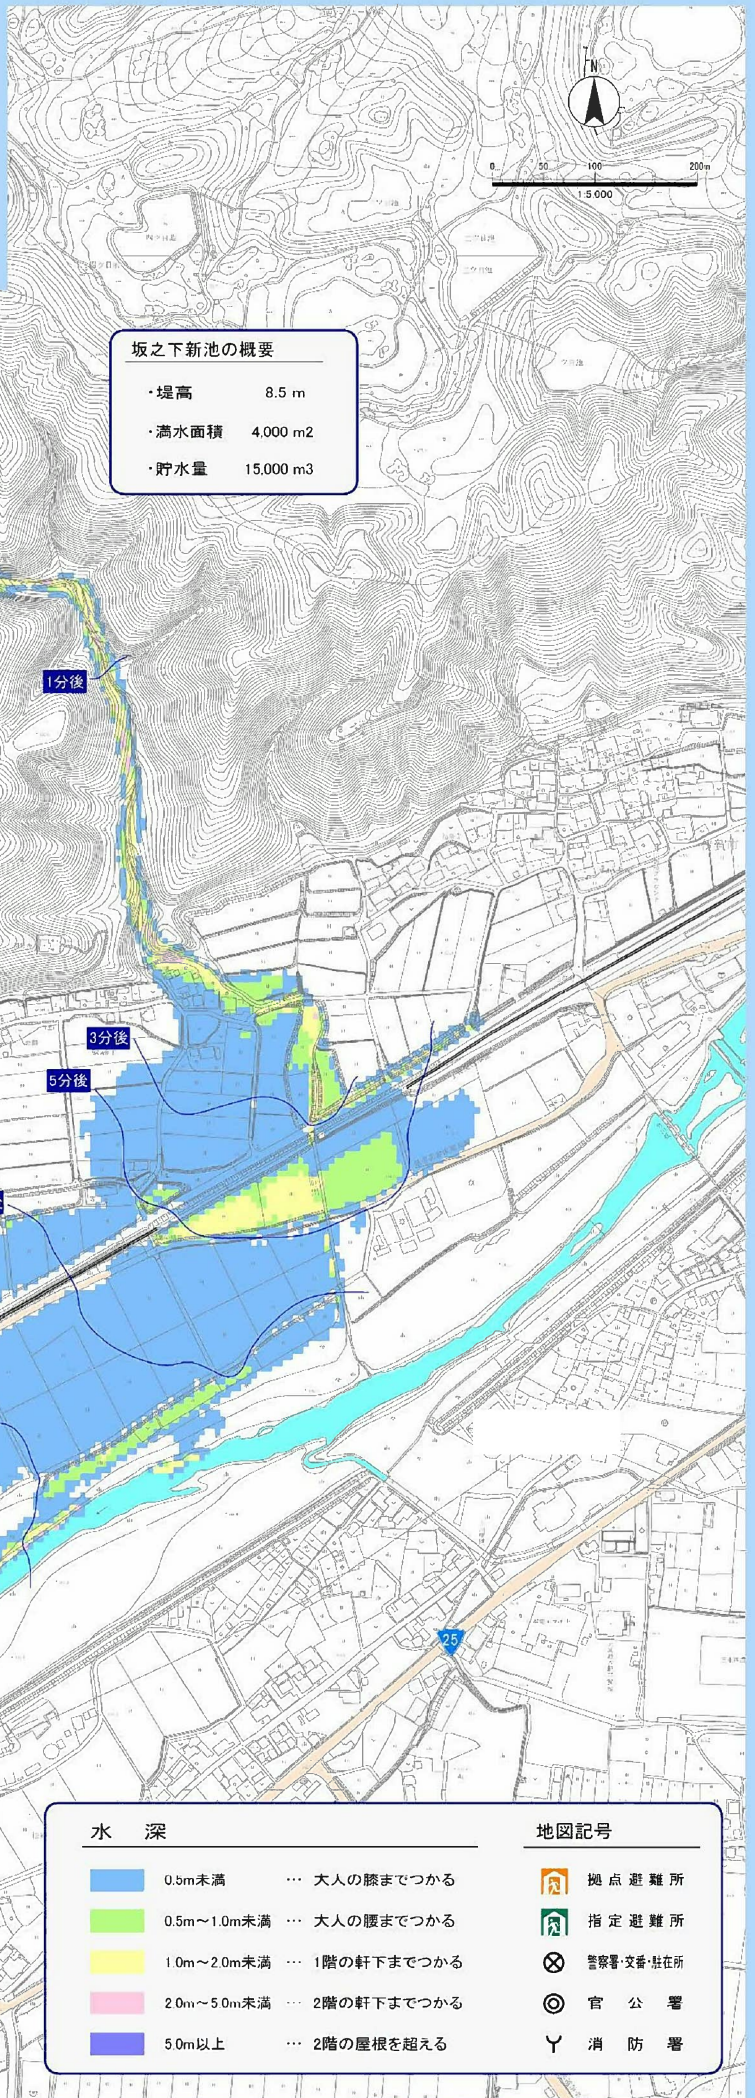 N
0 50 100 200m
1:5,000
坂之下新池の概要
・堤高 8.5 m
・満水面積 4,000 m2
・貯水量 15,000 m3
1分後
3分後
5分後
25
水 深
0.5m未満 … 大人の膝までつかる
0.5m～1.0m未満 … 大人の腰までつかる
1.0m～2.0m未満 … 1階の軒下までつかる
2.0m～5.0m未満 … 2階の軒下までつかる
5.0m以上 … 2階の屋根を超える
地図記号
拠点避難所
指定避難所
警察署・交番・駐在所
官公署
消防署